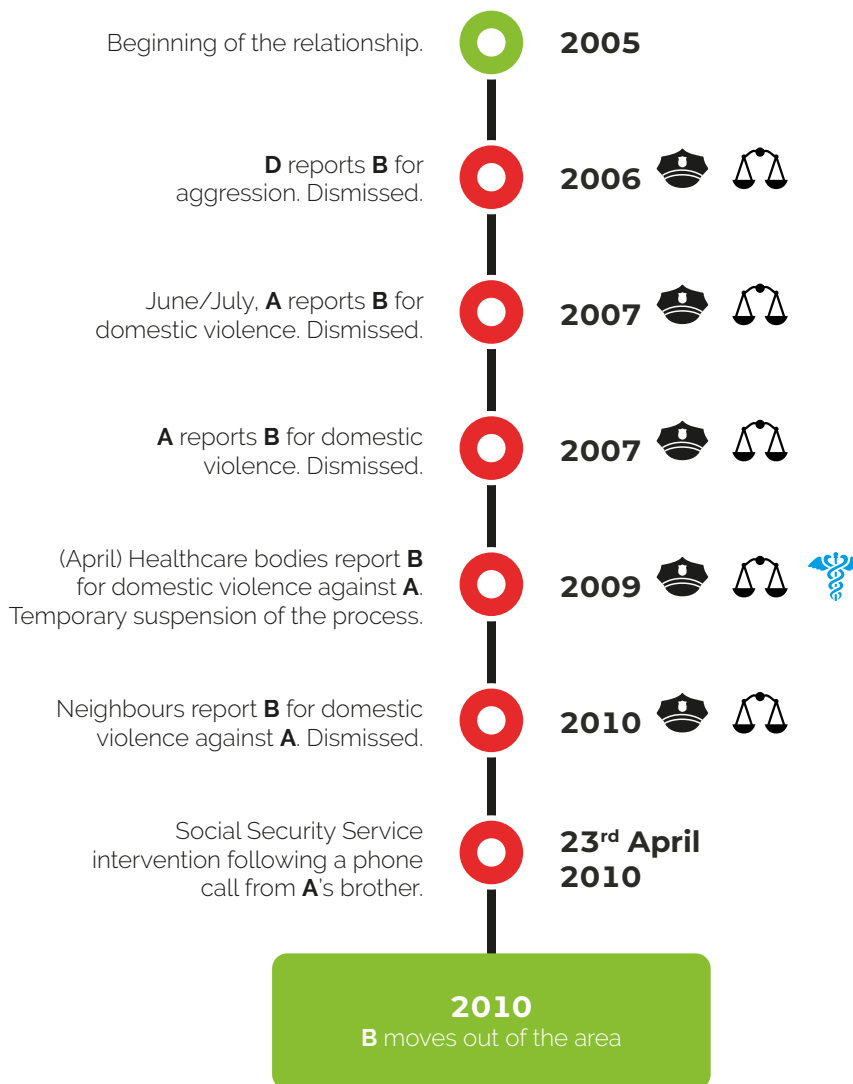 Beginning of the relationship.
2005
D reports B for
aggression. Dismissed.
2006
June/July, A reports B for
domestic violence. Dismissed.
2007
A reports B for domestic
violence. Dismissed.
2007
(April) Healthcare bodies report B
for domestic violence against A.
Temporary suspension of the process.
2009
Neighbours report B for domestic
violence against A. Dismissed.
2010
Social Security Service
intervention following a phone
call from A's brother.
23rd April
2010
2010
B moves out of the area